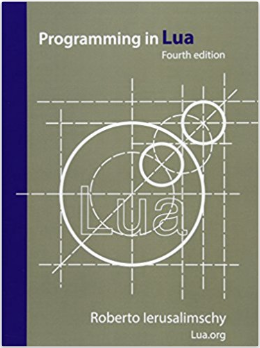 Programming in Lua
Fourth edition
Lua
Roberto Ierusalimschy
Lua.org